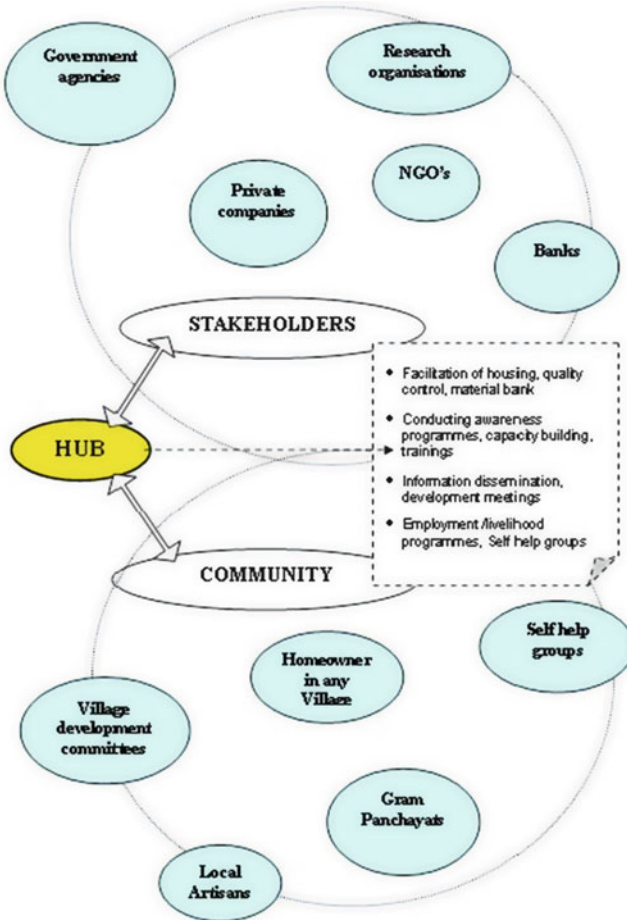 Government
agencies
Research
organisations
NGO's
Private
companies
Banks
STAKEHOLDERS
Facilitation of housing, quality
control, material bank
Conducting awareness
programmes, capacity building,
trainings
Information dissemination,
development meetings
Employment /livelihood
programmes, Self help groups
HUB
COMMUNITY
Self help
groups
Homeowner
in any
Village
Village
development
committees
Gram
Panchayats
Local
Artisans